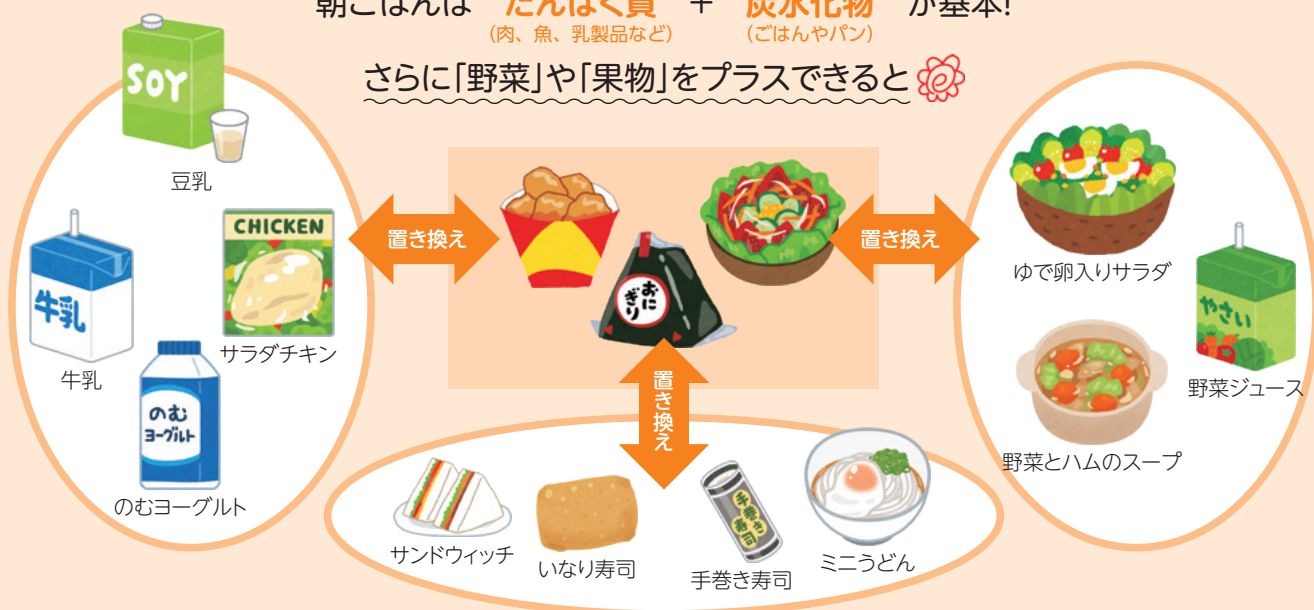 朝ごはんは たんぱく質 + 炭水化物 が基本!
(肉、魚、乳製品など) (ごはんやパン)
さらに「野菜」や「果物」をプラスできると
SOY
豆乳
牛乳
牛乳
CHICKEN
サラダチキン
のむ
ヨーグルト
のむヨーグルト
置き換え
おに
ぎり
置き換え
置き換え
ゆで卵入りサラダ
やさい
野菜ジュース
野菜とハムのスープ
サンドウィッチ
いなり寿司
手巻き寿司
手巻き寿司
ミニうどん